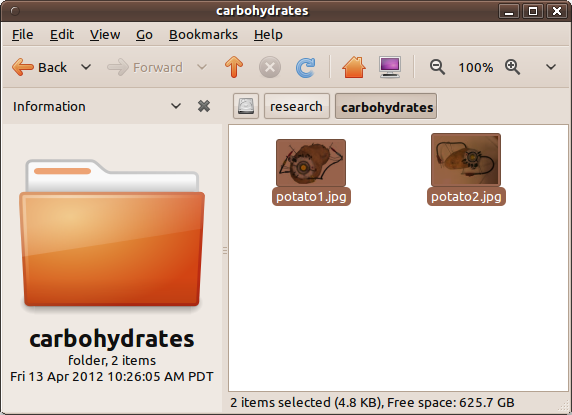 carbohydrates
File Edit View Go Bookmarks Help
Back Forward 100%
Information
research carbohydrates
potato1.jpg potato2.jpg
carbohydrates
folder, 2 items
Fri 13 Apr 2012 10:26:05 AM PDT
2 items selected (4.8 KB), Free space: 625.7 GB